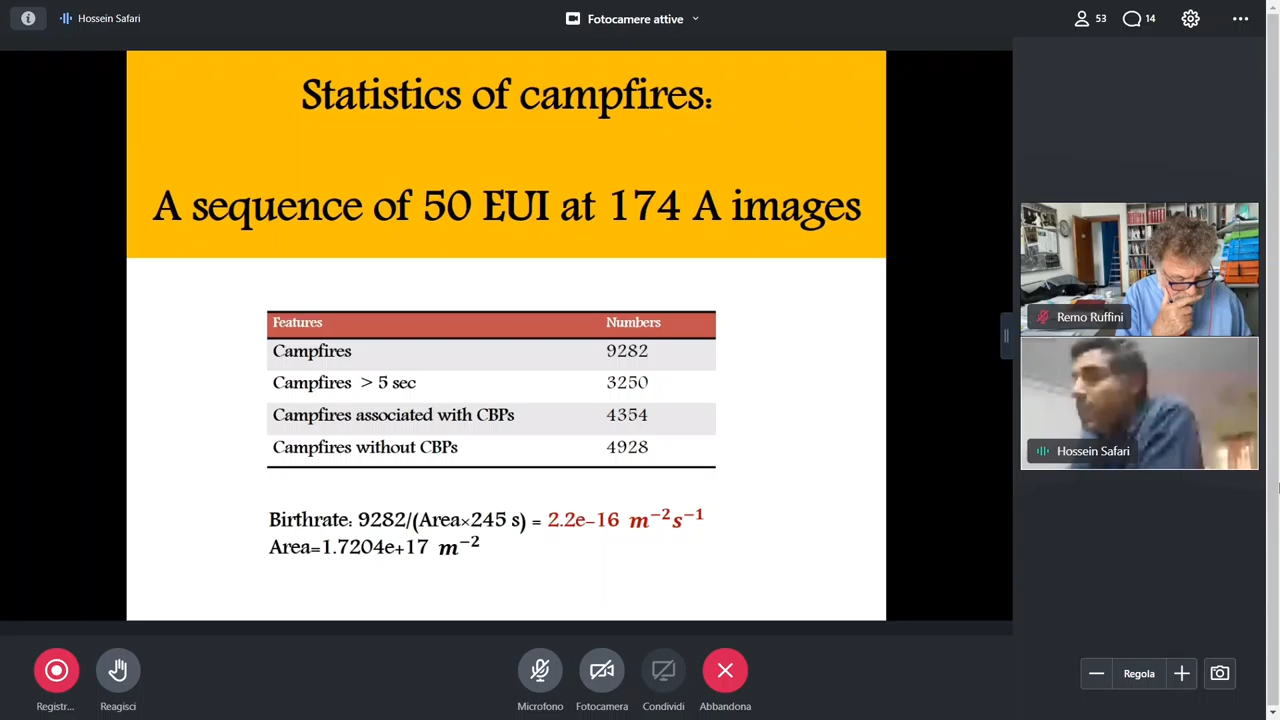 Hossein Safari
Fotocamere attive
53
14
Statistics of campfires:
A sequence of 50 EUI at 174 A images
Features Numbers
Campfires 9282
Campfires > 5 sec 3250
Campfires associated with CBPs 4354
Campfires without CBPs 4928
Birthrate: 9282/(Area×245 s) = 2.2e−16 m⁻²s⁻¹
Area=1.7204e+17 m⁻²
Remo Ruffini
Hossein Safari
Registr...
Reagisci
Microfono
Fotocamera
Condividi
Abbandona
Regola